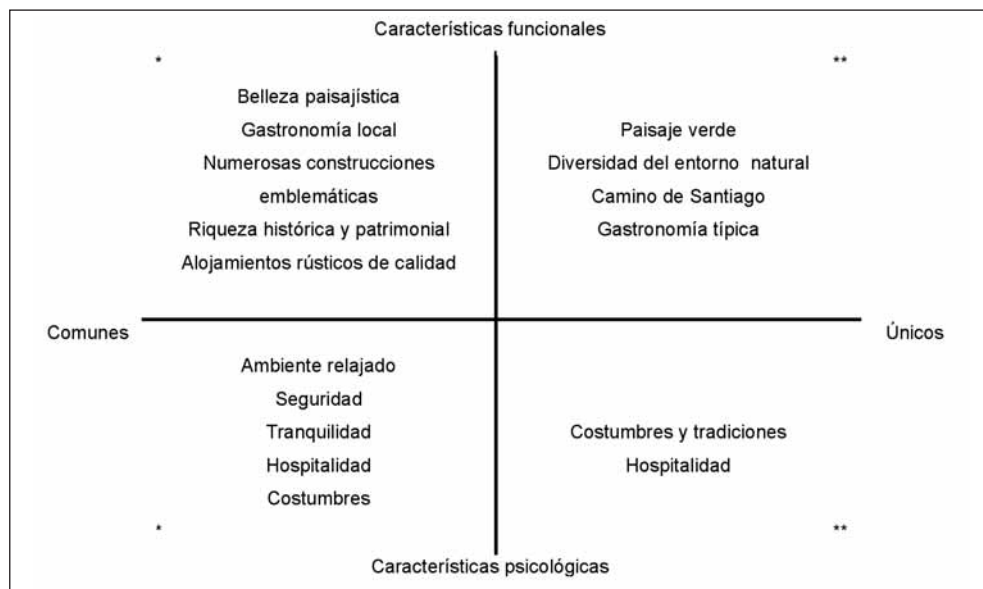 Características funcionales
*
**
Belleza paisajística
Gastronomía local
Numerosas construcciones
emblemáticas
Riqueza histórica y patrimonial
Alojamientos rústicos de calidad
Paisaje verde
Diversidad del entorno natural
Camino de Santiago
Gastronomía típica
Comunes
Únicos
Ambiente relajado
Seguridad
Tranquilidad
Hospitalidad
Costumbres
Costumbres y tradiciones
Hospitalidad
*
**
Características psicológicas